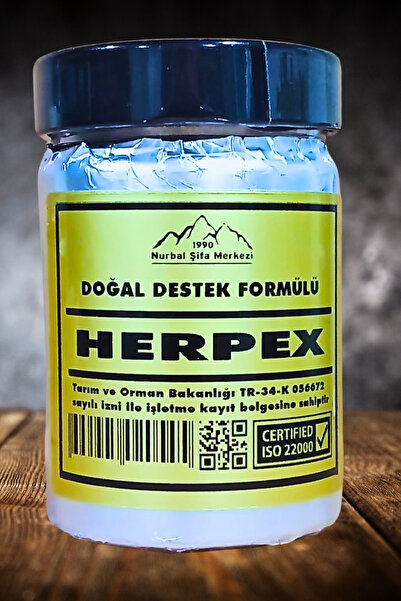 1990
Nurbal Şifa Merkezi
DOĞAL DESTEK FORMÜLÜ
HERPEX
Tarım ve Orman Bakanlığı TR-34-K 056672
sayılı izni ile işletme kayıt belgesine sahiptir
CERTIFIED
ISO 22000